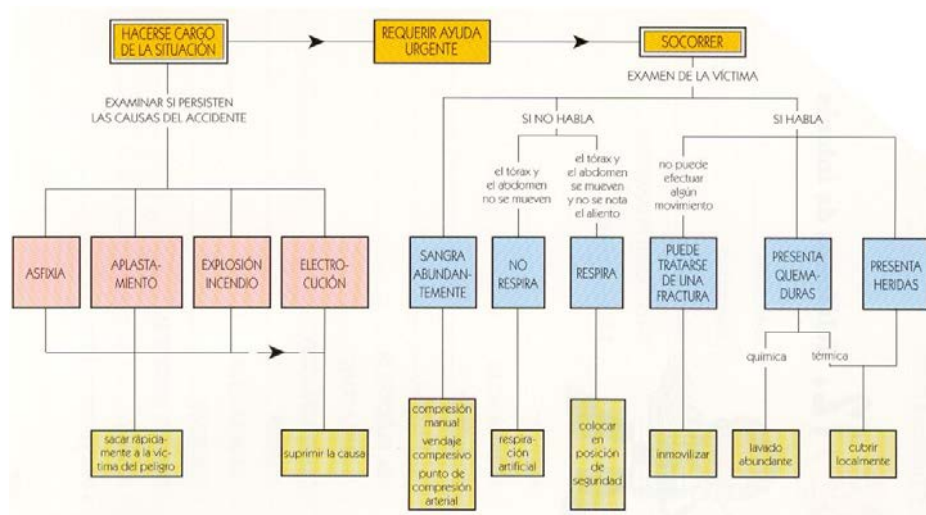 HACERSE CARGO
DE LA SITUACIÓN
REQUERIR AYUDA
URGENTE
SOCORRER
EXAMEN DE LA VÍCTIMA
EXAMINAR SI PERSISTEN
LAS CAUSAS DEL ACCIDENTE
SI NO HABLA
SI HABLA
el tórax y
el abdomen
no se mueven
el tórax y
el abdomen
se mueven
y no se nota
el aliento
no puede
efectuar
algún
movimiento
ASFIXIA
APLASTA-
MIENTO
EXPLOSIÓN
INCENDIO
ELECTRO-
CUCIÓN
SANGRA
ABUNDAN-
TEMENTE
NO
RESPIRA
RESPIRA
PUEDE
TRATARSE
DE UNA
FRACTURA
PRESENTA
QUEMA-
DURAS
PRESENTA
HERIDAS
química
térmica
sacar rápida-
mente a la víc-
tima del peligro
suprimir la causa
compresión
manual
vendaje
compresivo
punto de
compresión
arterial
respira-
ción
artificial
colocar
en
posición
de
seguridad
inmovilizar
lavado
abundante
cubrir
localmente